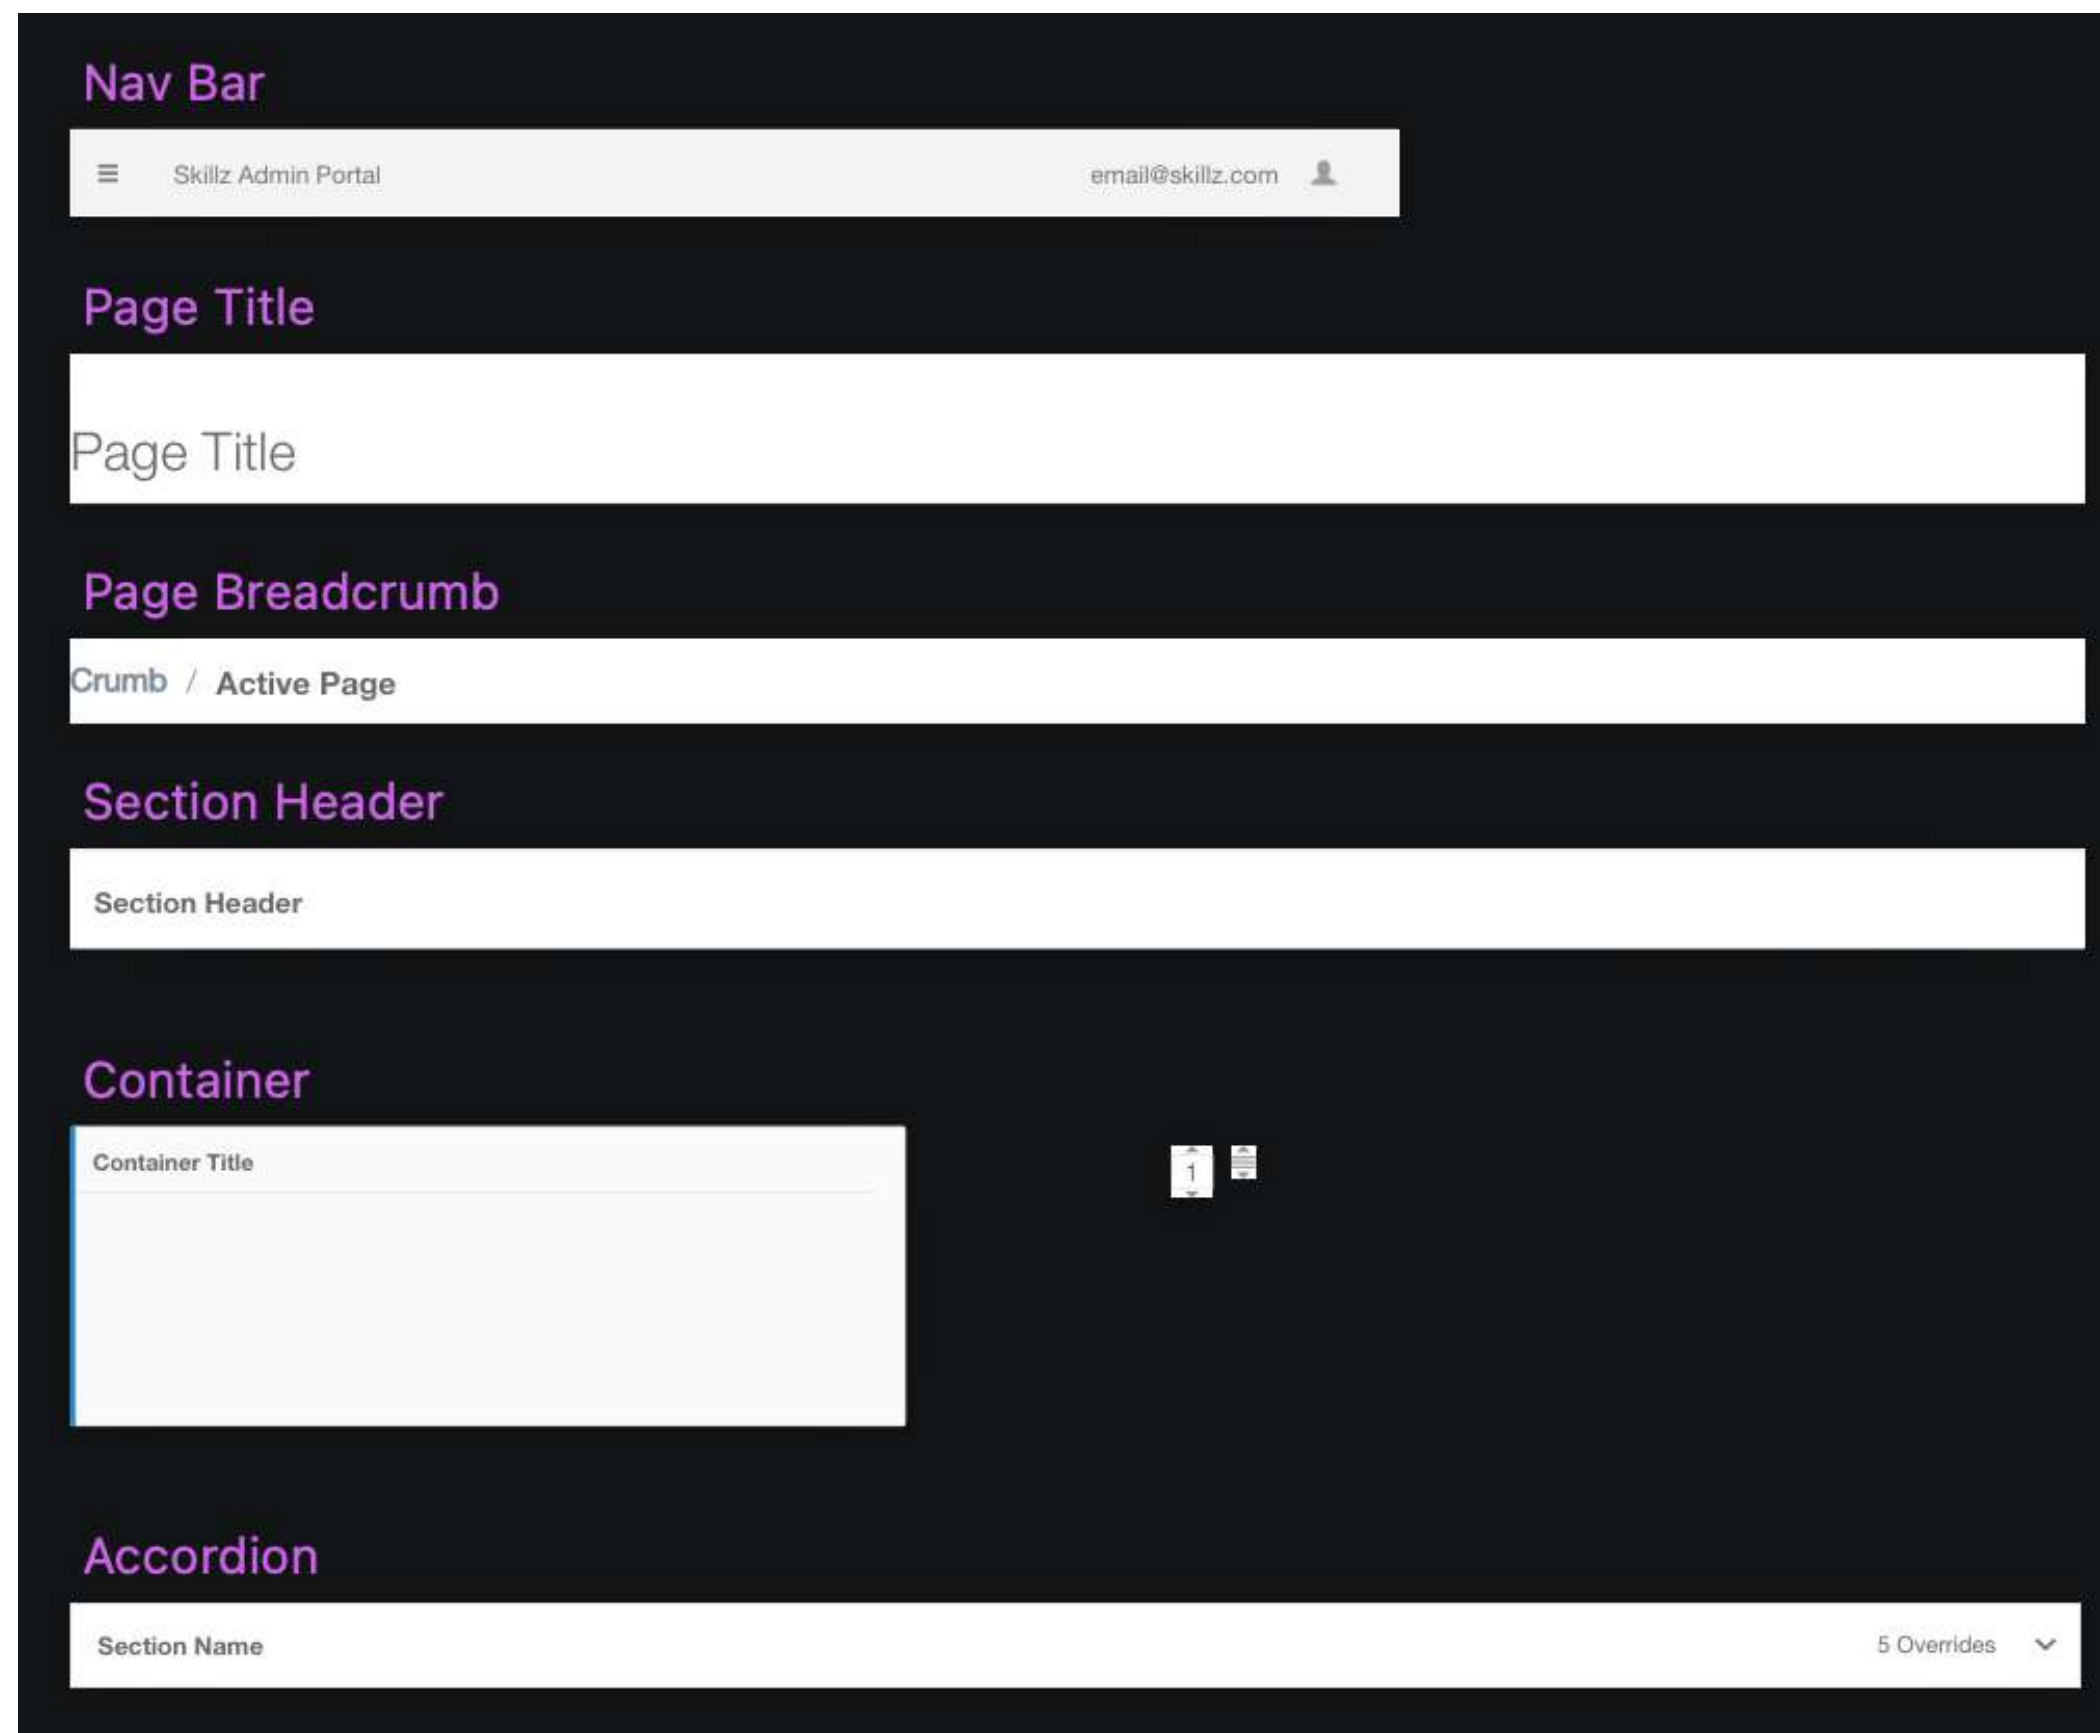 Nav Bar
Skillz Admin Portal email@skillz.com
Page Title
Page Title
Page Breadcrumb
Crumb / Active Page
Section Header
Section Header
Container
Container Title
1
Accordion
Section Name 5 Overrides